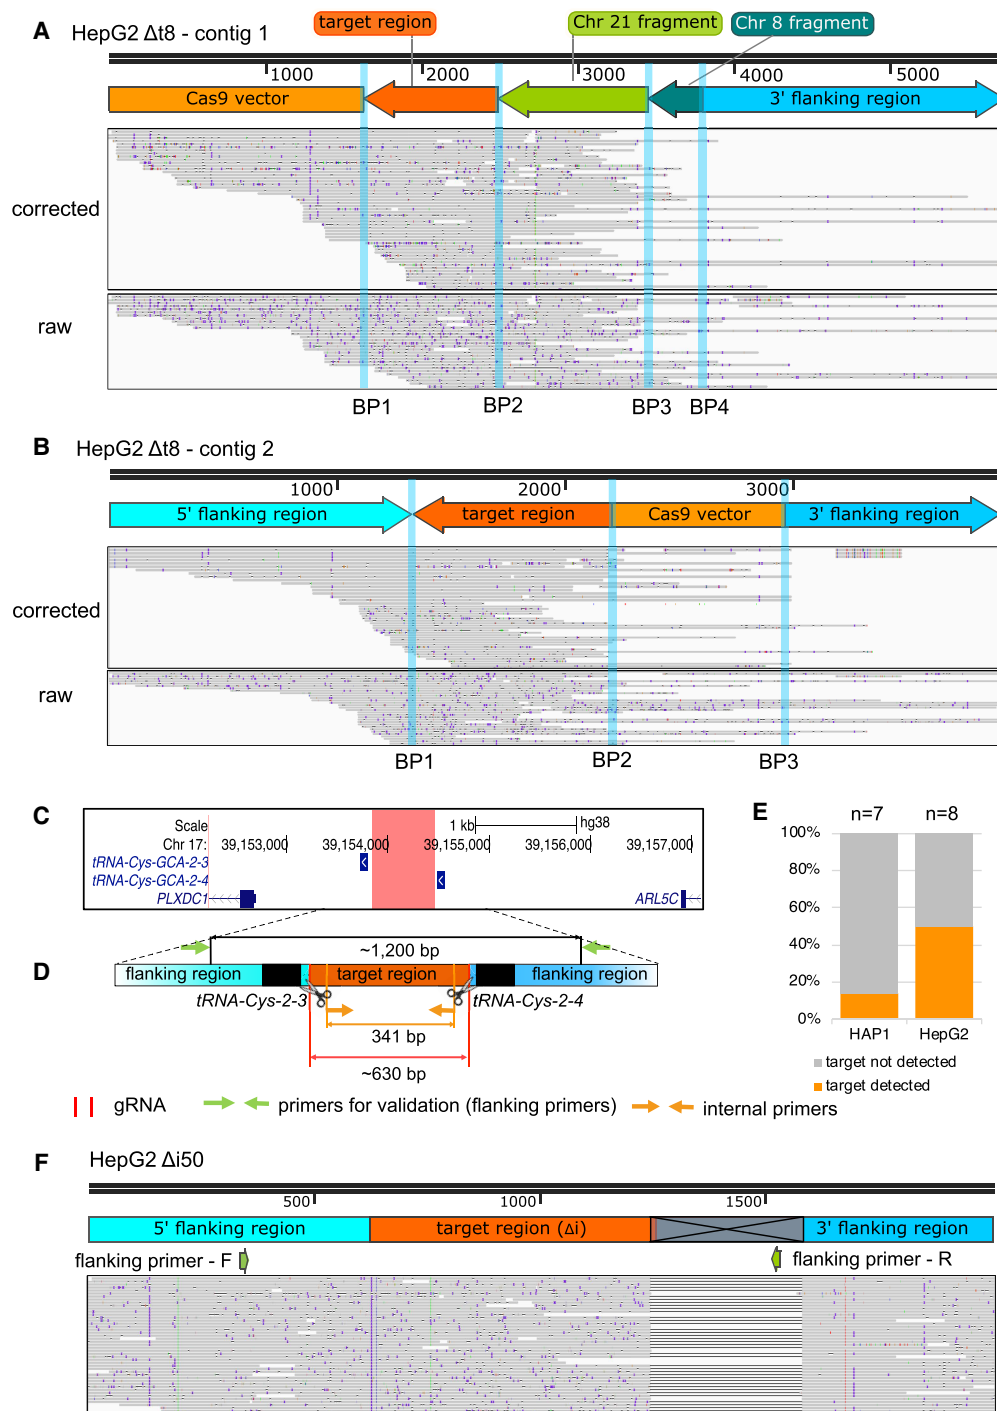 A
HepG2 Δt8 - contig 1
target region
Chr 21 fragment
Chr 8 fragment
1000
2000
3000
4000
5000
Cas9 vector
3' flanking region
corrected
raw
BP1
BP2
BP3
BP4
B
HepG2 Δt8 - contig 2
1000
2000
3000
5' flanking region
target region
Cas9 vector
3' flanking region
corrected
raw
BP1
BP2
BP3
C
Scale
1 kb
hg38
Chr 17:
39,153,000
39,154,000
39,155,000
39,156,000
39,157,000
tRNA-Cys-GCA-2-3
tRNA-Cys-GCA-2-4
PLXDC1
ARL5C
D
~1,200 bp
flanking region
target region
flanking region
tRNA-Cys-2-3
tRNA-Cys-2-4
341 bp
~630 bp
gRNA
primers for validation (flanking primers)
internal primers
E
n=7
n=8
100%
80%
60%
40%
20%
0%
HAP1
HepG2
target not detected
target detected
F
HepG2 Δi50
500
1000
1500
5' flanking region
target region (Δi)
3' flanking region
flanking primer - F
flanking primer - R